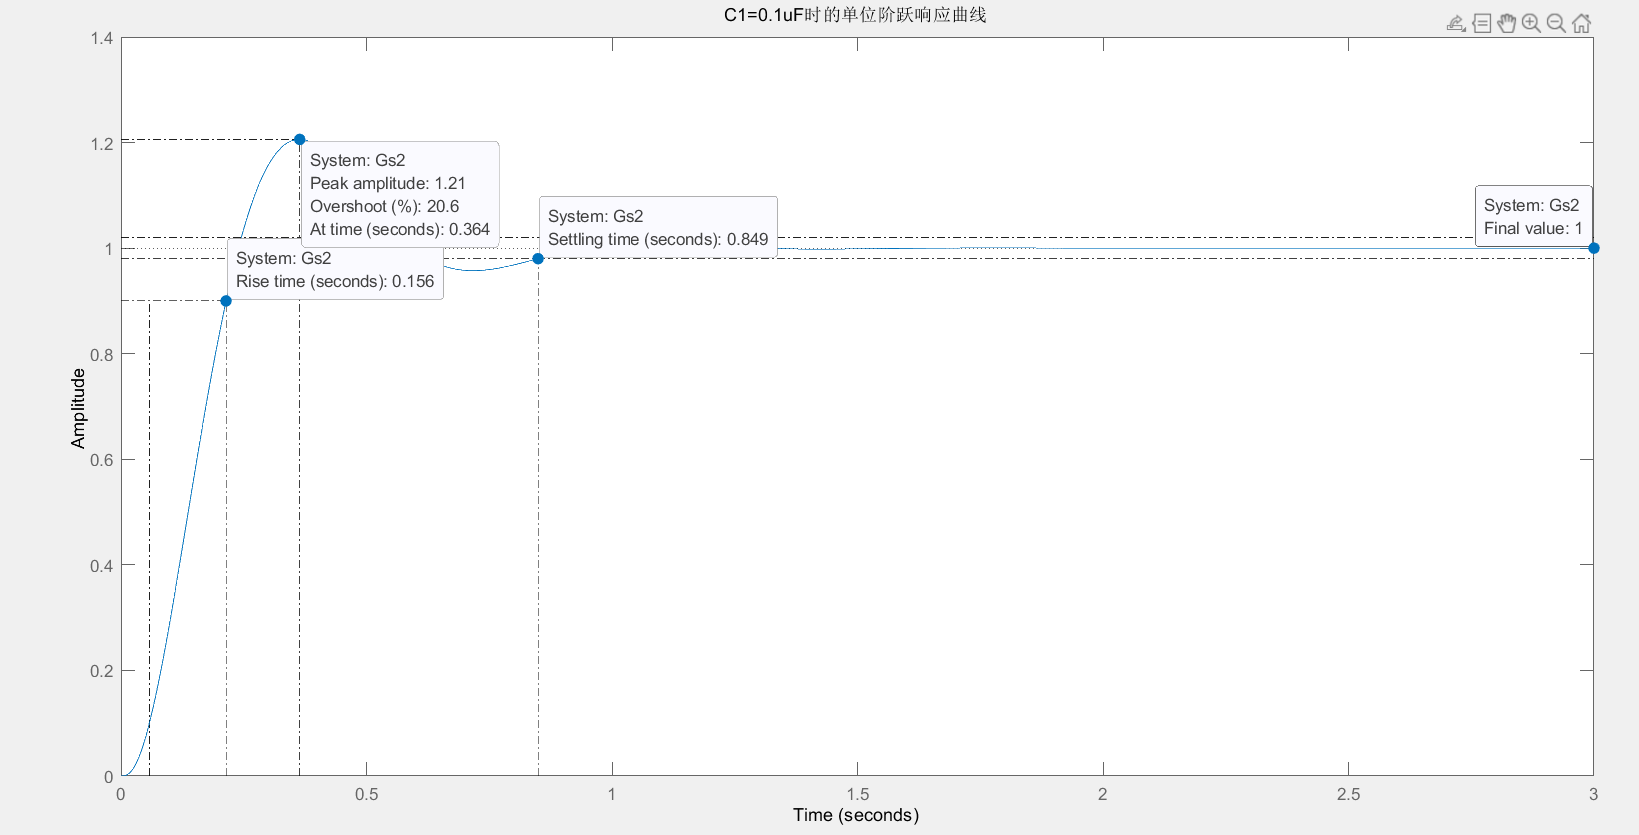 C1=0.1uF时的单位阶跃响应曲线
1.4
1.2
1
0.8
0.6
0.4
0.2
0
Amplitude
System: Gs2
Peak amplitude: 1.21
Overshoot (%): 20.6
At time (seconds): 0.364
System: Gs2
Rise time (seconds): 0.156
System: Gs2
Settling time (seconds): 0.849
System: Gs2
Final value: 1
0
0.5
1
1.5
2
2.5
3
Time (seconds)